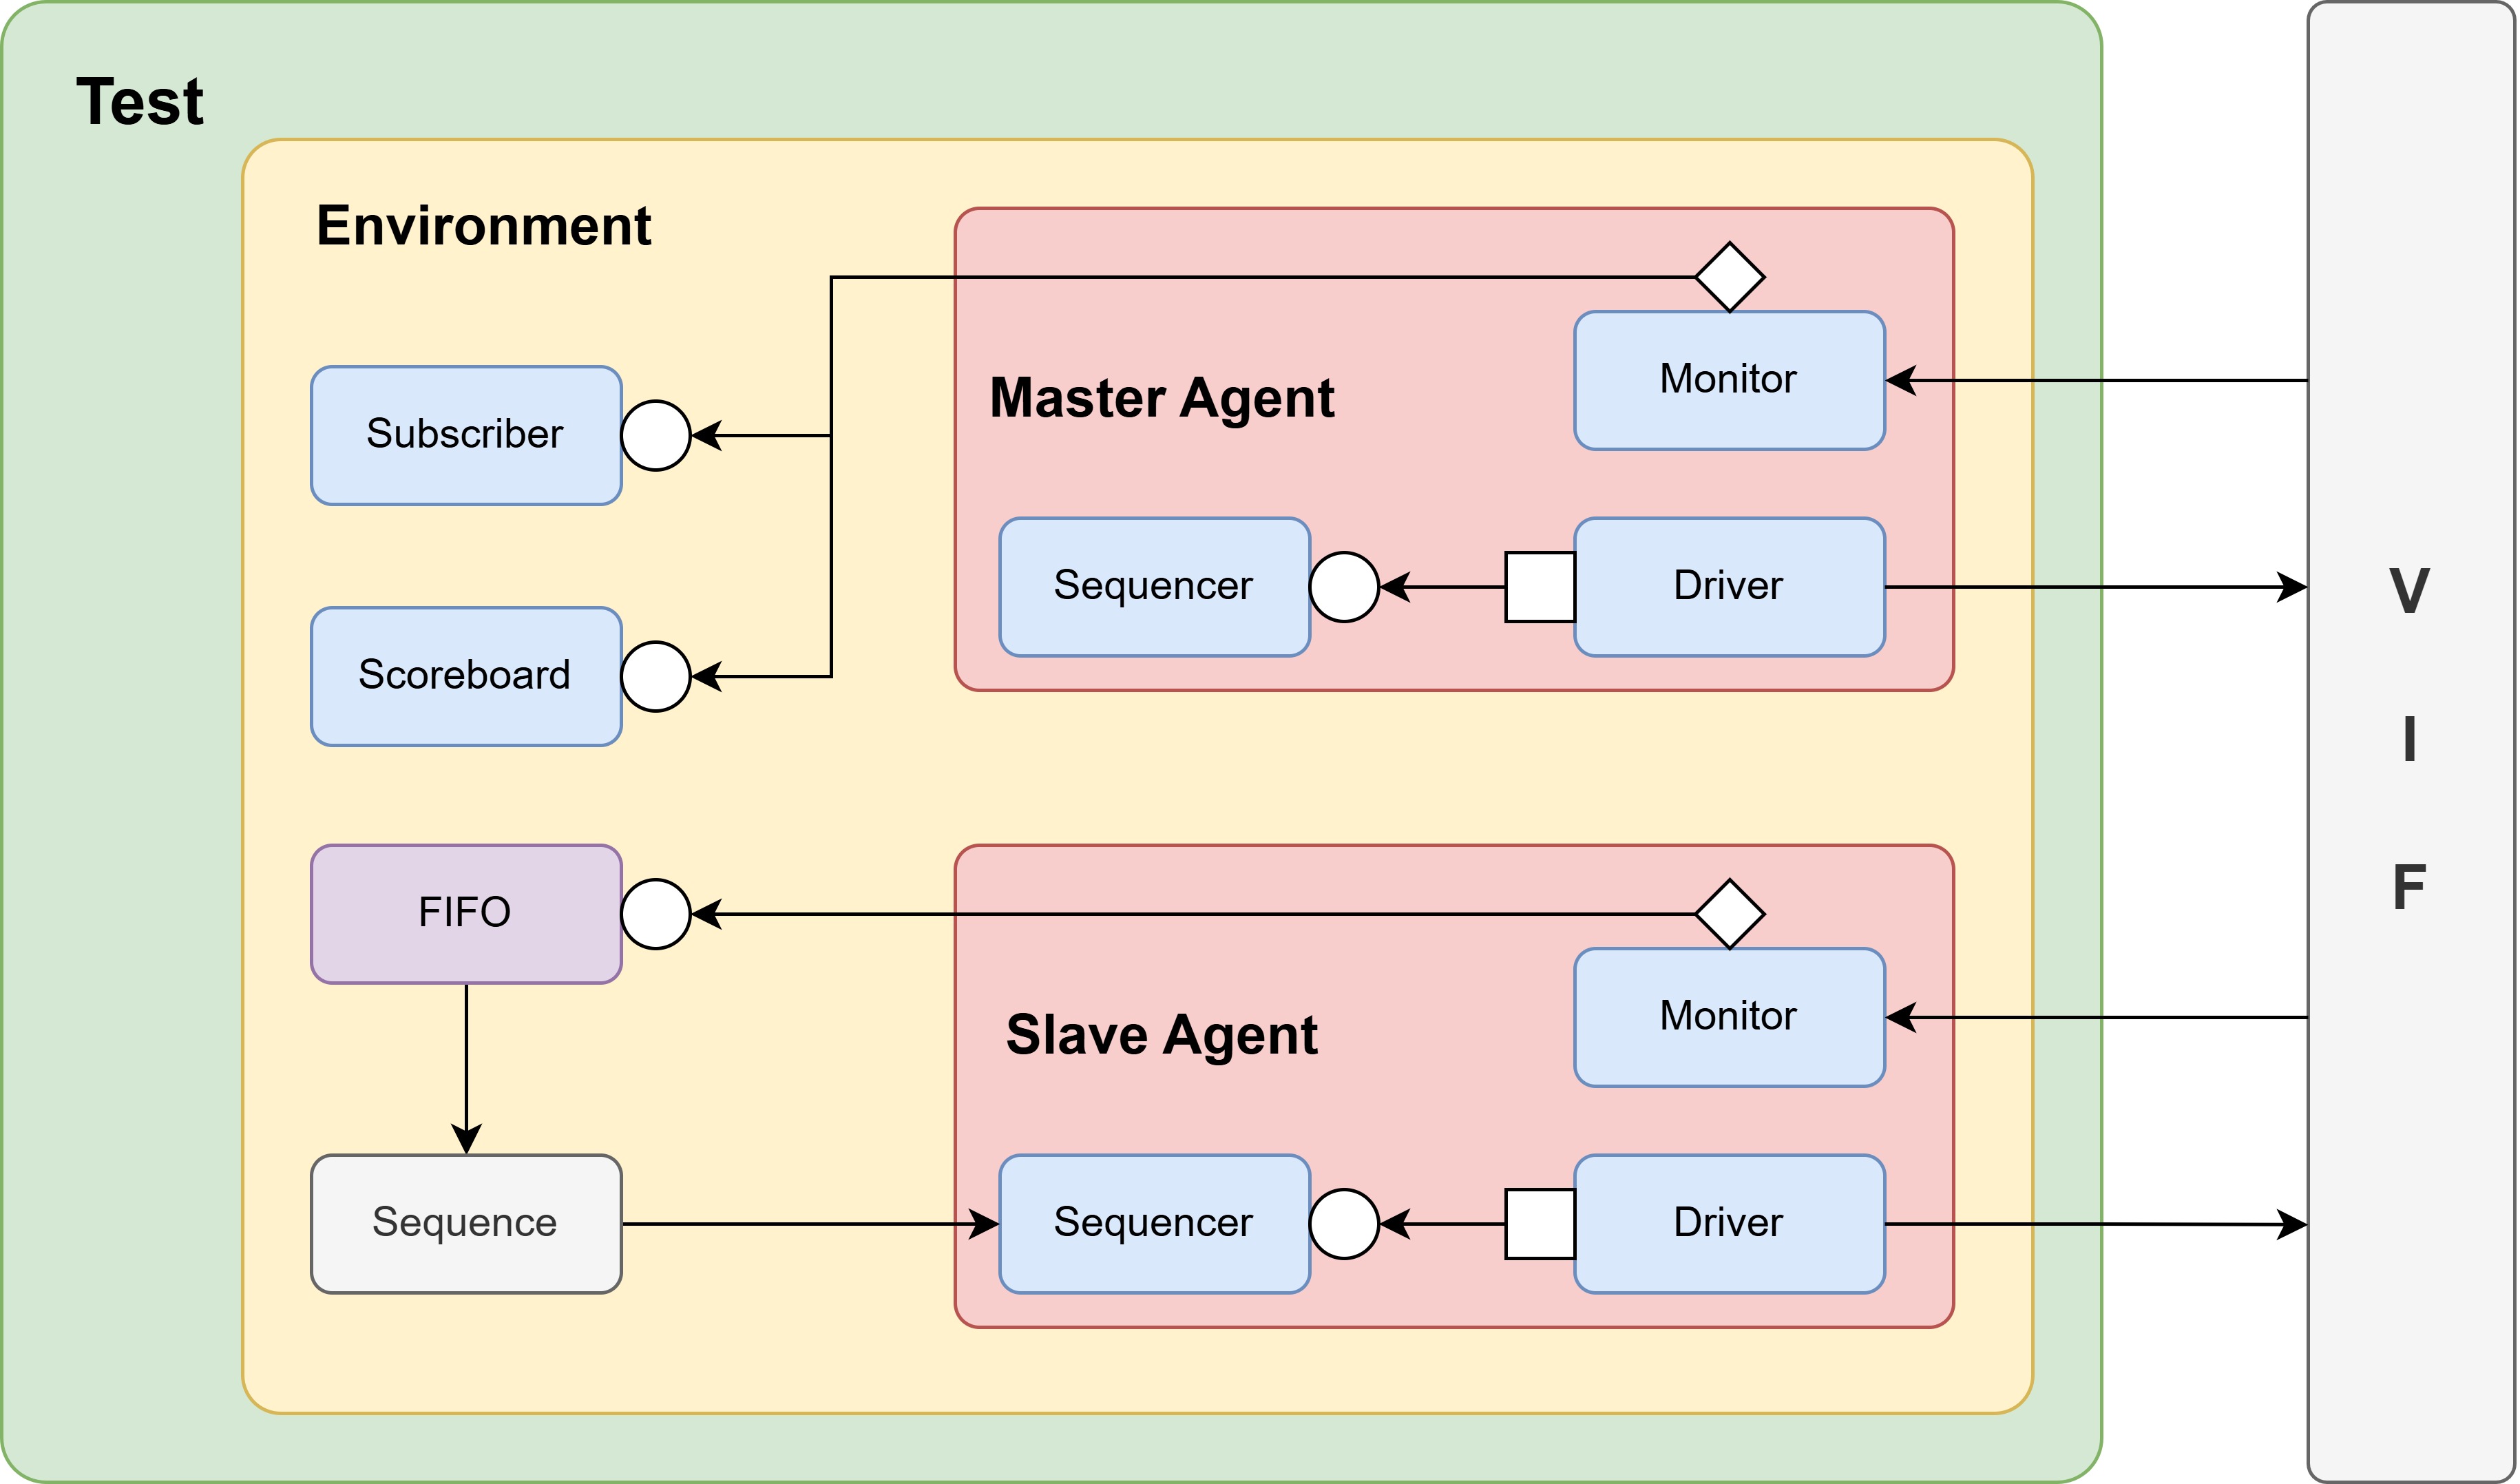 Test
Environment
Master Agent
Monitor
Subscriber
Sequencer
Driver
Scoreboard
V
I
F
FIFO
Slave Agent
Monitor
Sequence
Sequencer
Driver